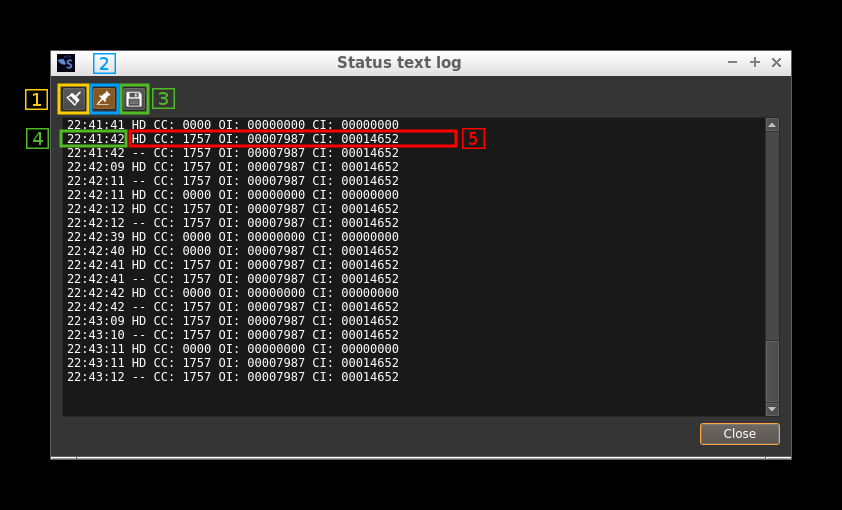 2
S
Status text log
1
3
22:41:41 HD CC: 0000 OI: 00000000 CI: 00000000
4
22:41:42 HD CC: 1757 OI: 00007987 CI: 00014652
5
22:41:42 -- CC: 1757 OI: 00007987 CI: 00014652
22:42:09 HD CC: 1757 OI: 00007987 CI: 00014652
22:42:11 -- CC: 1757 OI: 00007987 CI: 00014652
22:42:11 HD CC: 0000 OI: 00000000 CI: 00000000
22:42:12 HD CC: 1757 OI: 00007987 CI: 00014652
22:42:12 -- CC: 1757 OI: 00007987 CI: 00014652
22:42:39 HD CC: 0000 OI: 00000000 CI: 00000000
22:42:40 HD CC: 0000 OI: 00007987 CI: 00014652
22:42:41 HD CC: 1757 OI: 00007987 CI: 00014652
22:42:41 -- CC: 1757 OI: 00007987 CI: 00014652
22:42:42 HD CC: 0000 OI: 00000000 CI: 00000000
22:42:42 -- CC: 1757 OI: 00007987 CI: 00014652
22:43:09 HD CC: 1757 OI: 00007987 CI: 00014652
22:43:10 -- CC: 1757 OI: 00007987 CI: 00014652
22:43:11 HD CC: 0000 OI: 00000000 CI: 00000000
22:43:11 HD CC: 1757 OI: 00007987 CI: 00014652
22:43:12 -- CC: 1757 OI: 00007987 CI: 00014652
Close